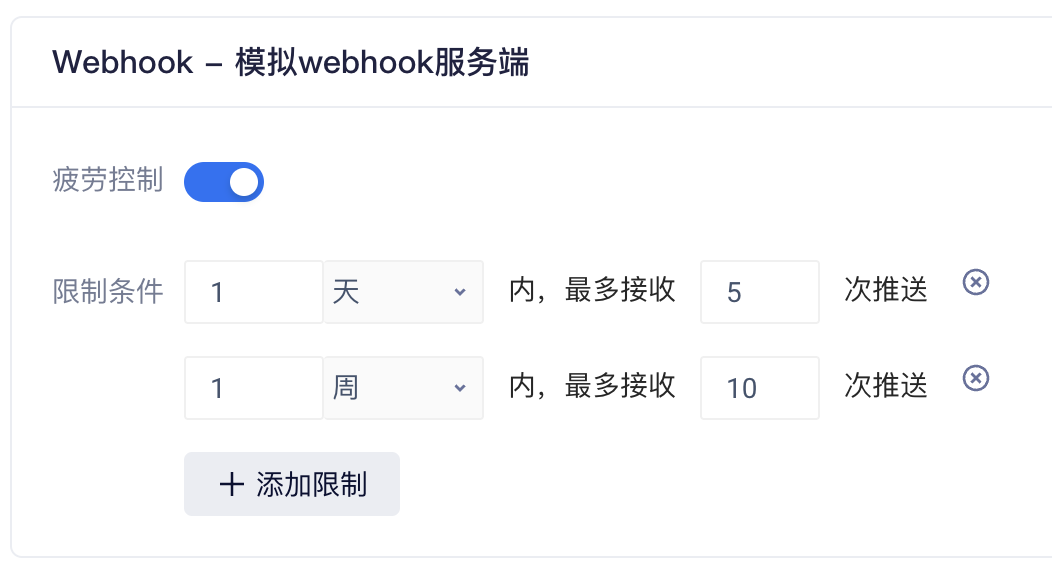 Webhook – 模拟webhook服务端
疲劳控制
限制条件 1 天 内，最多接收 5 次推送
1 周 内，最多接收 10 次推送
+ 添加限制